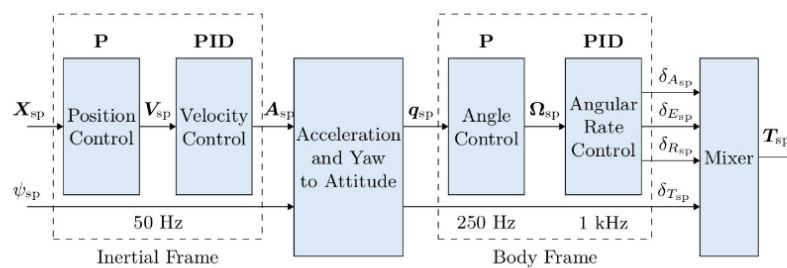 P
PID
P
PID
X_sp
Position
Control
V_sp
Velocity
Control
A_sp
ψ_sp
50 Hz
Inertial Frame
Acceleration
and Yaw
to Attitude
q_sp
Angle
Control
Ω_sp
Angular
Rate
Control
250 Hz
1 kHz
Body Frame
δ_A_sp
δ_E_sp
δ_R_sp
δ_T_sp
Mixer
T_sp